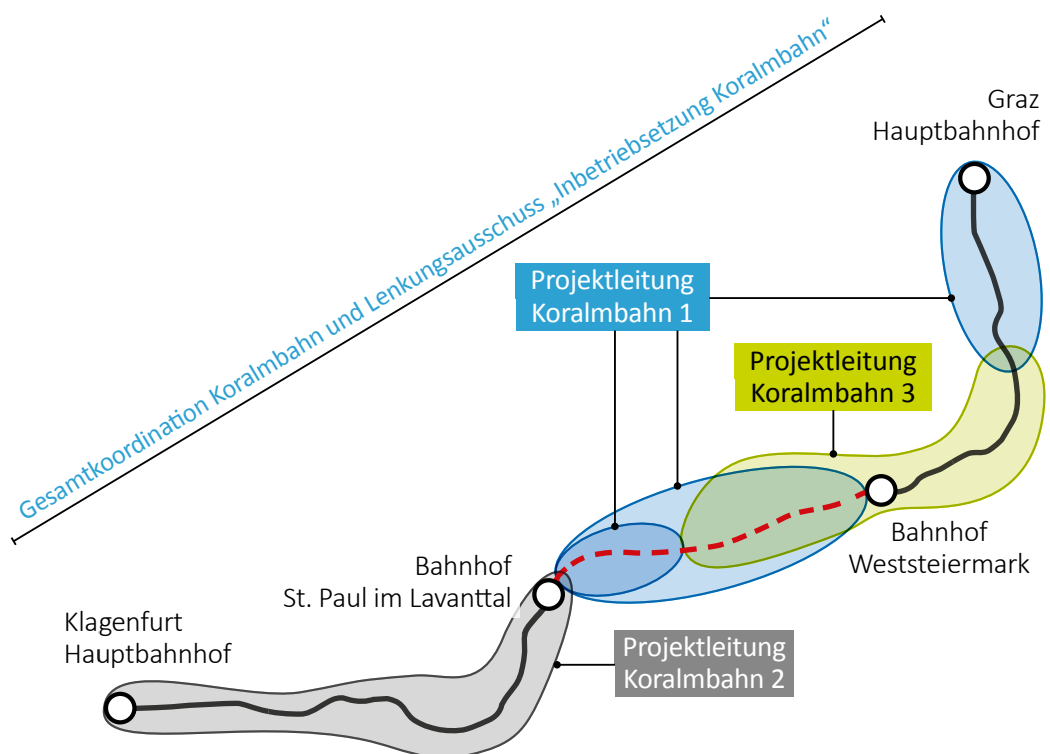 Gesamtkoordination Koralmbahn und Lenkungsausschuss „Inbetriebsetzung Koralmbahn“
Graz
Hauptbahnhof
Projektleitung
Koralmbahn 1
Projektleitung
Koralmbahn 3
Bahnhof
Weststeiermark
Bahnhof
St. Paul im Lavanttal
Klagenfurt
Hauptbahnhof
Projektleitung
Koralmbahn 2